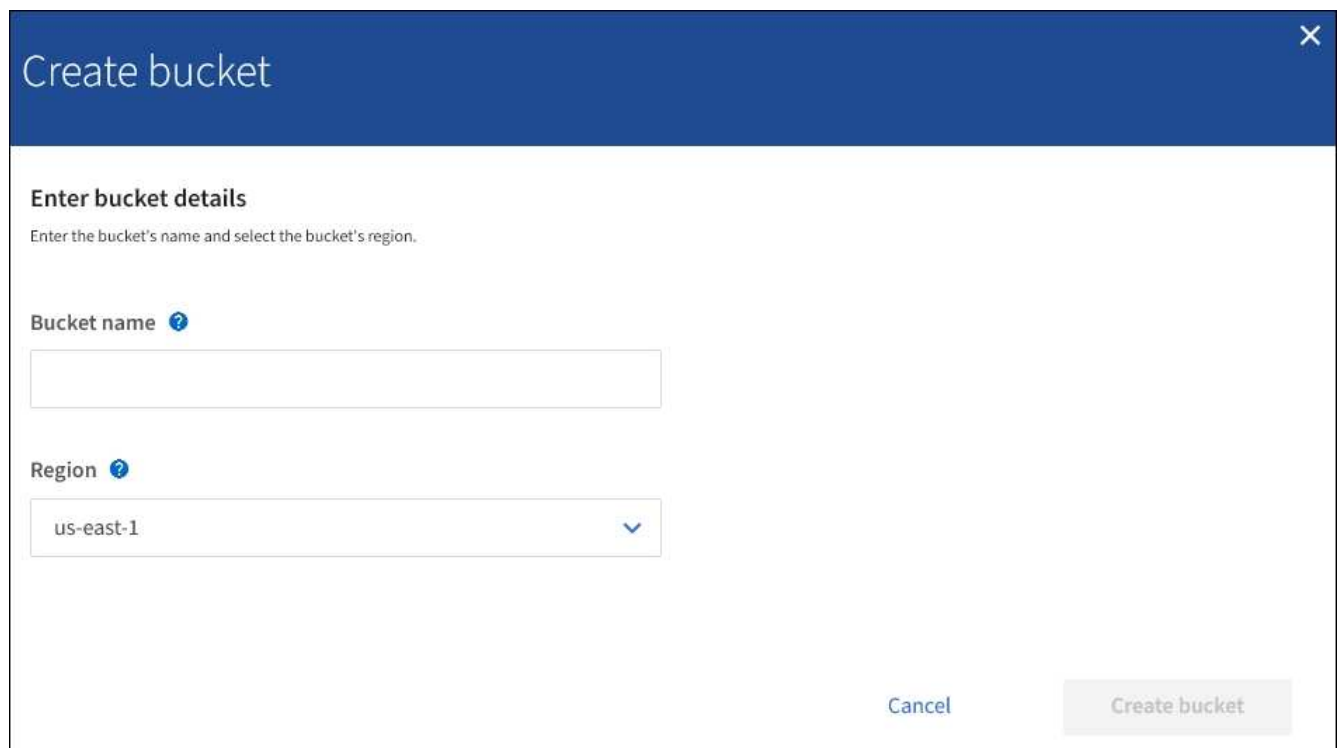 Create bucket
Enter bucket details
Enter the bucket's name and select the bucket's region.
Bucket name
Region
us-east-1
Cancel
Create bucket